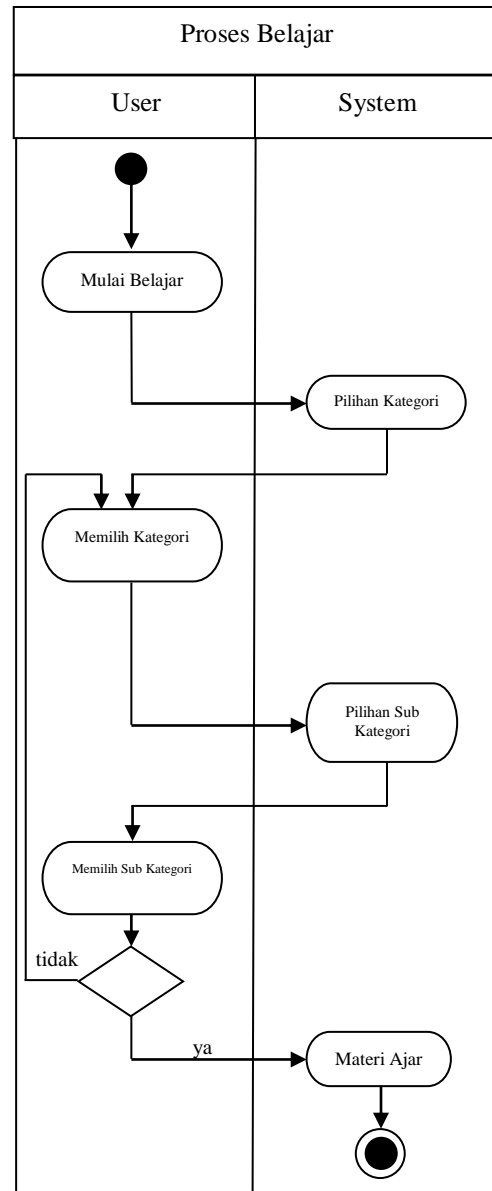 Proses Belajar
User
System
Mulai Belajar
Pilihan Kategori
Memilih Kategori
Pilihan Sub
Kategori
Memilih Sub Kategori
tidak
ya
Materi Ajar